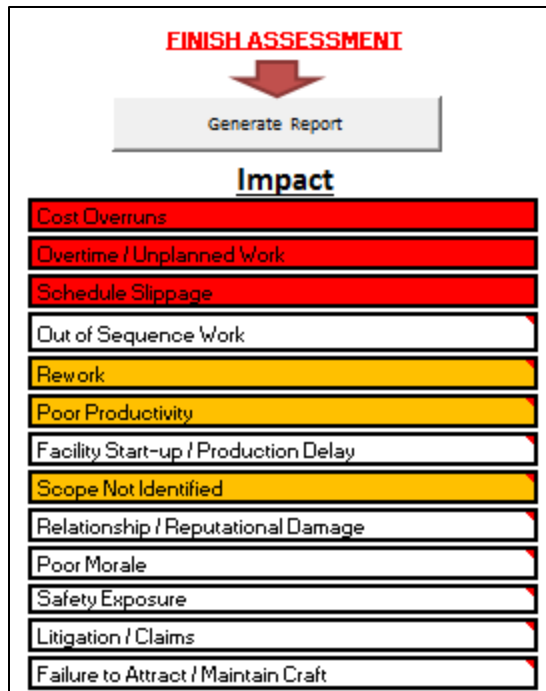 FINISH ASSESSMENT
Generate Report
Impact
Cost Overruns
Overtime / Unplanned Work
Schedule Slippage
Out of Sequence Work
Rework
Poor Productivity
Facility Start-up / Production Delay
Scope Not Identified
Relationship / Reputational Damage
Poor Morale
Safety Exposure
Litigation / Claims
Failure to Attract / Maintain Craft